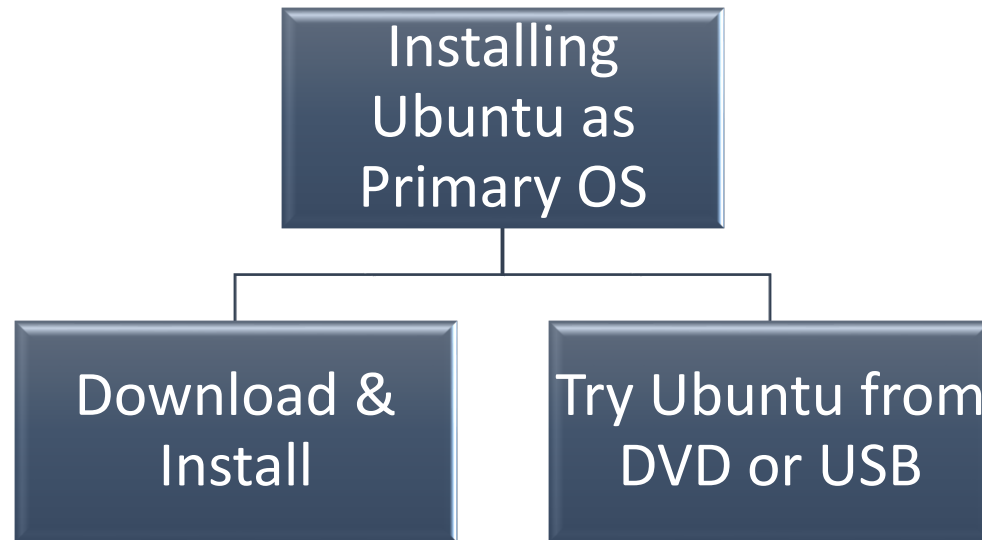 Installing
Ubuntu as
Primary OS
Download &
Install
Try Ubuntu from
DVD or USB